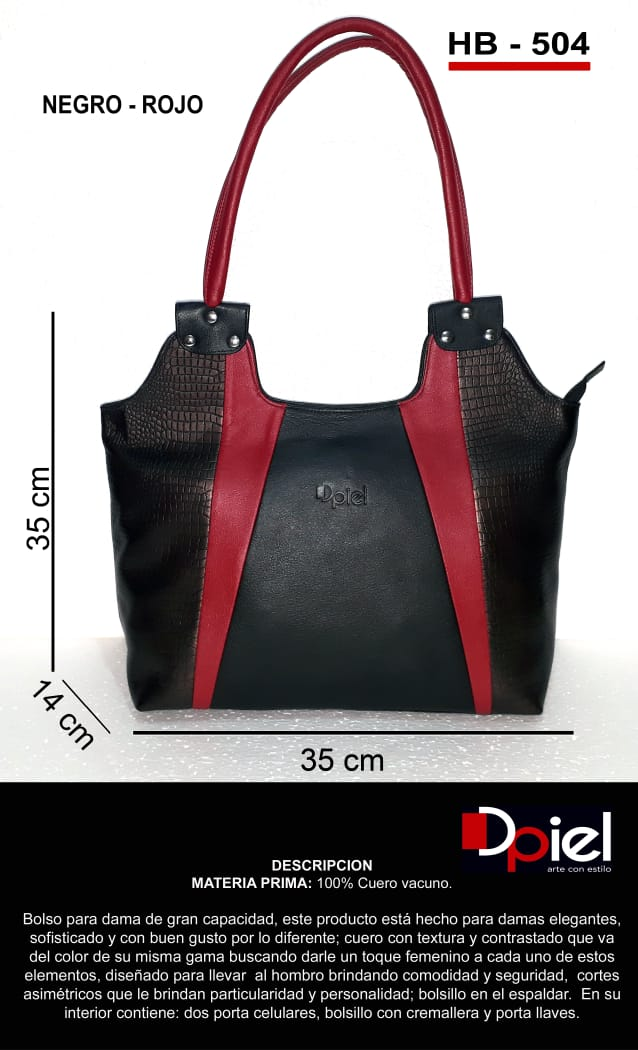 HB - 504
NEGRO - ROJO
Dpiel
35 cm
14 cm
35 cm
Dpiel
arte con estilo
DESCRIPCION
MATERIA PRIMA: 100% Cuero vacuno.
Bolso para dama de gran capacidad, este producto está hecho para damas elegantes,
sofisticado y con buen gusto por lo diferente; cuero con textura y contrastado que va
del color de su misma gama buscando darle un toque femenino a cada uno de estos
elementos, diseñado para llevar al hombro brindando comodidad y seguridad, cortes
asimétricos que le brindan particularidad y personalidad; bolsillo en el espaldar. En su
interior contiene: dos porta celulares, bolsillo con cremallera y porta llaves.